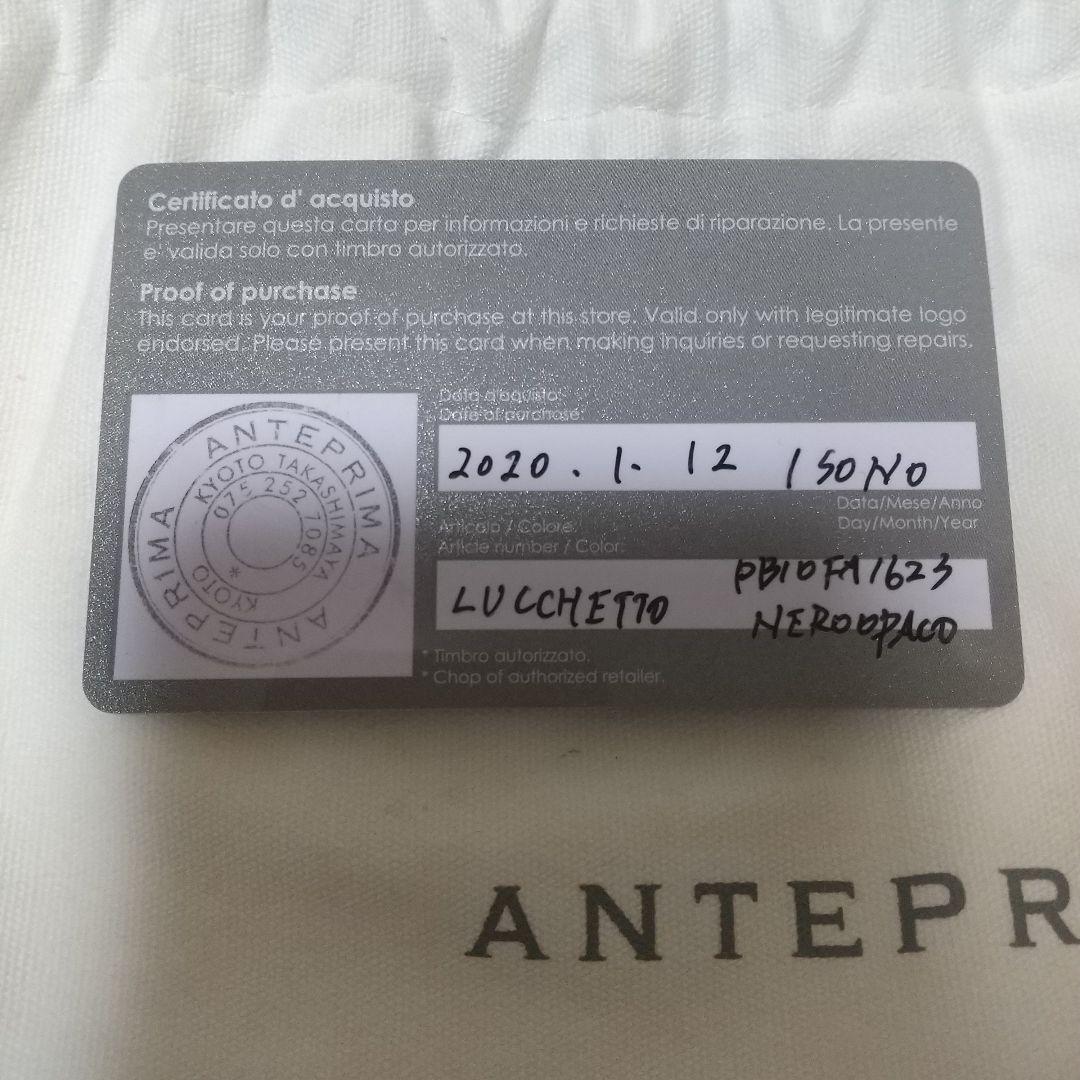 Certificato d' acquisto
Presentare questa carta per informazioni e richieste di riparazione. La presente
e' valida solo con timbro autorizzato.
Proof of purchase
This card is your proof of purchase at this store. Valid only with legitimate logo
endorsed. Please present this card when making inquiries or requesting repairs.
Data d'aquisto:
Date of purchase:
2020.1.12 ISONO
Data/Mese/Anno
Day/Month/Year
Articolo / Colore:
Article number / Color:
LUCCHETTO PB10FA1623
NEROOPACO
* Timbro autorizzato.
* Chop of authorized retailer.
ANTEPRIMA
KYOTO TAKASHIMAYA
075 252 7085
* KYOTO
ANTEPRIMA
ANTEPR